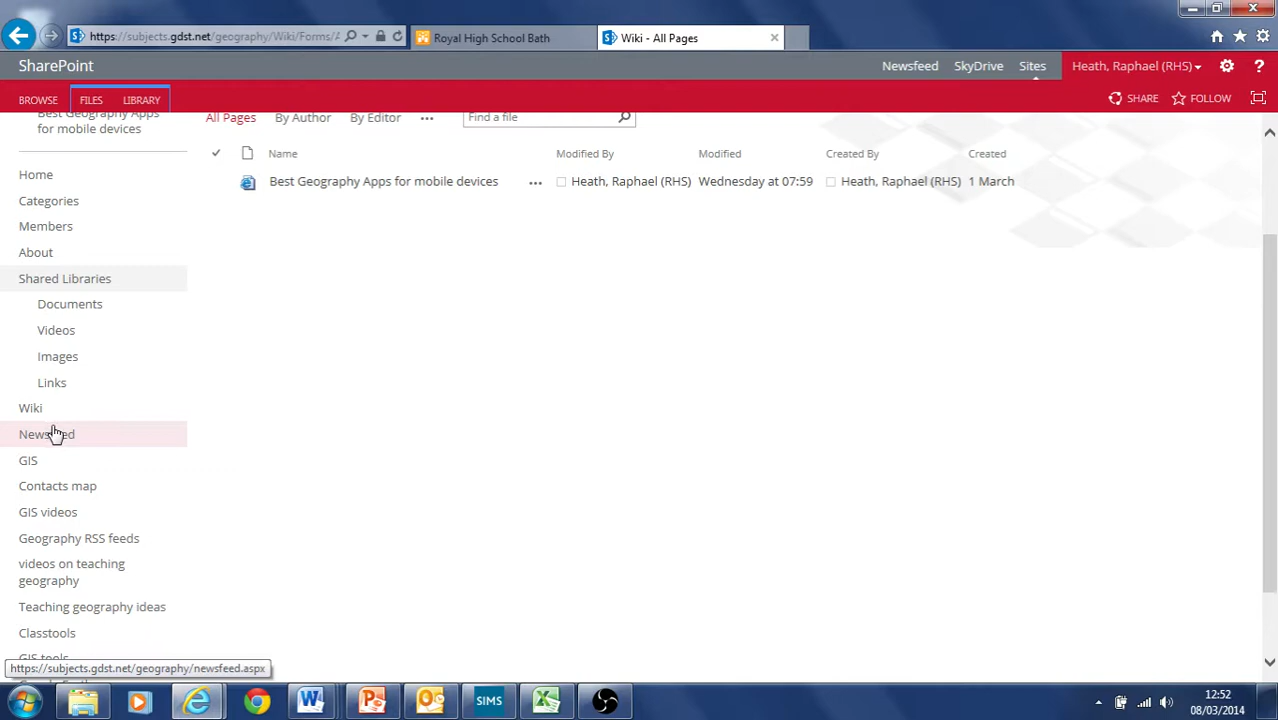 https://subjects.gdst.net/geography/Wiki/Forms/
Royal High School Bath
Wiki - All Pages
SharePoint
Newsfeed
SkyDrive
Sites
Heath, Raphael (RHS)
?
BROWSE
FILES
LIBRARY
SHARE
FOLLOW
Best Geography Apps
for mobile devices
All Pages
By Author
By Editor
...
Find a file
Name
Modified By
Modified
Created By
Created
Best Geography Apps for mobile devices
...
Heath, Raphael (RHS)
Wednesday at 07:59
Heath, Raphael (RHS)
1 March
Home
Categories
Members
About
Shared Libraries
Documents
Videos
Images
Links
Wiki
Newsfeed
GIS
Contacts map
GIS videos
Geography RSS feeds
videos on teaching
geography
Teaching geography ideas
Classtools
GIS tools
https://subjects.gdst.net/geography/newsfeed.aspx
SIMS
12:52
08/03/2014